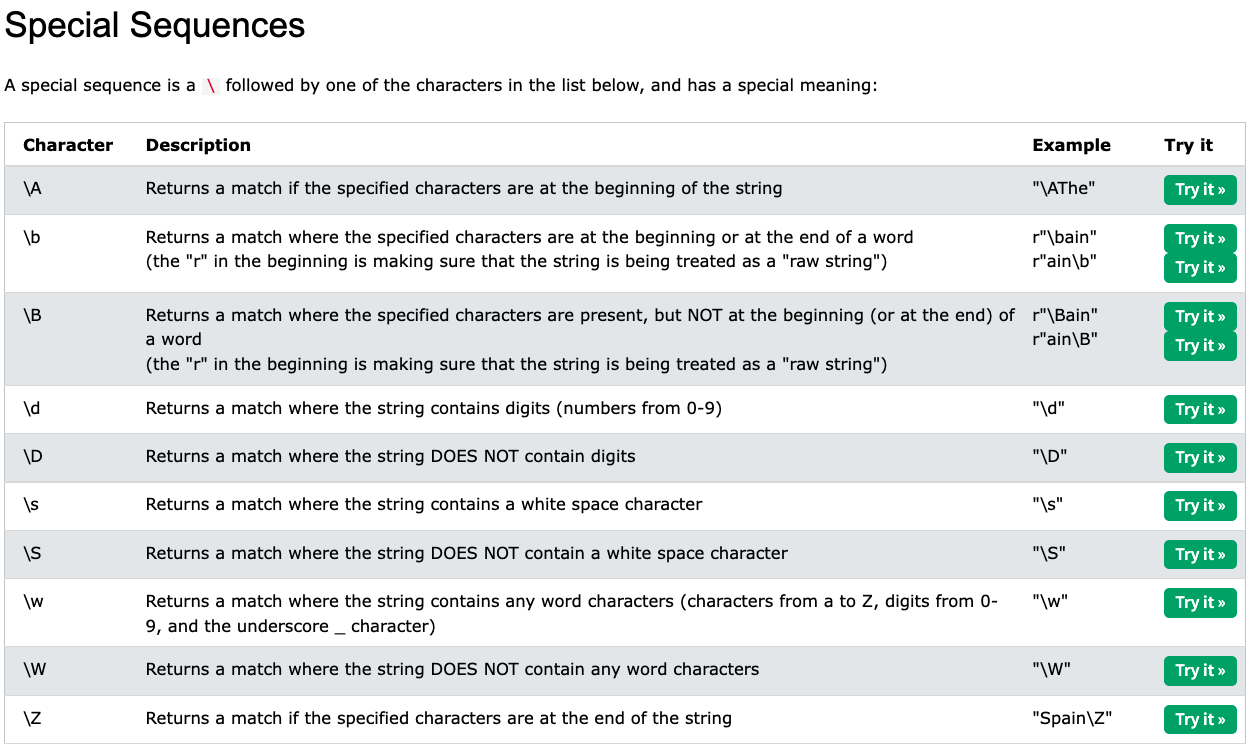 Special Sequences
A special sequence is a \ followed by one of the characters in the list below, and has a special meaning:
Character Description Example Try it
\A Returns a match if the specified characters are at the beginning of the string "\AThe" Try it »
\b Returns a match where the specified characters are at the beginning or at the end of a word r"\bain" Try it »
(the "r" in the beginning is making sure that the string is being treated as a "raw string") r"ain\b" Try it »
\B Returns a match where the specified characters are present, but NOT at the beginning (or at the end) of r"\Bain" Try it »
a word r"ain\B" Try it »
(the "r" in the beginning is making sure that the string is being treated as a "raw string")
\d Returns a match where the string contains digits (numbers from 0-9) "\d" Try it »
\D Returns a match where the string DOES NOT contain digits "\D" Try it »
\s Returns a match where the string contains a white space character "\s" Try it »
\S Returns a match where the string DOES NOT contain a white space character "\S" Try it »
\w Returns a match where the string contains any word characters (characters from a to Z, digits from 0- "\w" Try it »
9, and the underscore _ character)
\W Returns a match where the string DOES NOT contain any word characters "\W" Try it »
\Z Returns a match if the specified characters are at the end of the string "Spain\Z" Try it »